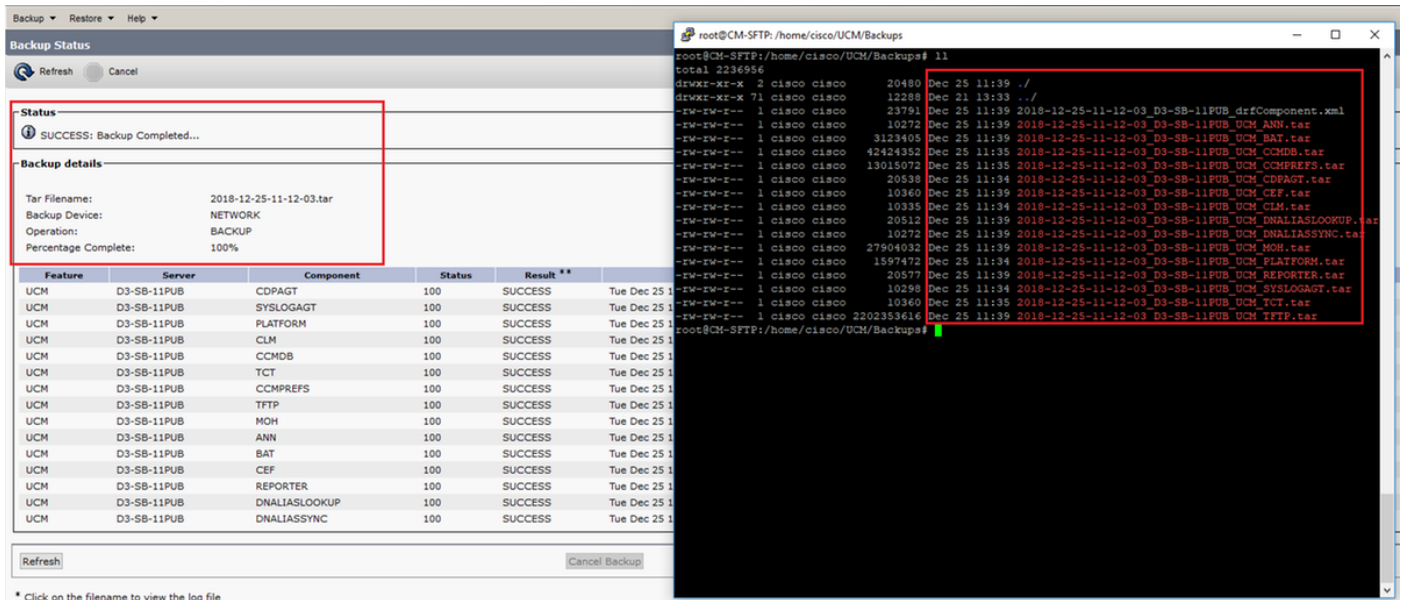 Backup Restore Help
Backup Status
Refresh Cancel
Status
SUCCESS: Backup Completed...
Backup details
Tar Filename: 2018-12-25-11-12-03.tar
Backup Device: NETWORK
Operation: BACKUP
Percentage Complete: 100%
Feature Server Component Status Result **
UCM D3-SB-11PUB CDPAGT 100 SUCCESS Tue Dec 25 1
UCM D3-SB-11PUB SYSLOGAGT 100 SUCCESS Tue Dec 25 1
UCM D3-SB-11PUB PLATFORM 100 SUCCESS Tue Dec 25 1
UCM D3-SB-11PUB CLM 100 SUCCESS Tue Dec 25 1
UCM D3-SB-11PUB CCMDB 100 SUCCESS Tue Dec 25 1
UCM D3-SB-11PUB TCT 100 SUCCESS Tue Dec 25 1
UCM D3-SB-11PUB CCMPREFS 100 SUCCESS Tue Dec 25 1
UCM D3-SB-11PUB TFTP 100 SUCCESS Tue Dec 25 1
UCM D3-SB-11PUB MOH 100 SUCCESS Tue Dec 25 1
UCM D3-SB-11PUB ANN 100 SUCCESS Tue Dec 25 1
UCM D3-SB-11PUB BAT 100 SUCCESS Tue Dec 25 1
UCM D3-SB-11PUB CEF 100 SUCCESS Tue Dec 25 1
UCM D3-SB-11PUB REPORTER 100 SUCCESS Tue Dec 25 1
UCM D3-SB-11PUB DNALIASLOOKUP 100 SUCCESS Tue Dec 25 1
UCM D3-SB-11PUB DNALIASSYNC 100 SUCCESS Tue Dec 25 1
Refresh Cancel Backup
* Click on the filename to view the log file
root@CM-SFTP: /home/cisco/UCM/Backups
root@CM-SFTP:/home/cisco/UCM/Backups# ll
total 2236956
drwxr-xr-x 2 cisco cisco 20480 Dec 25 11:39 ./
drwxr-xr-x 71 cisco cisco 12288 Dec 21 13:33 ../
-rw-rw-r-- 1 cisco cisco 23791 Dec 25 11:39 2018-12-25-11-12-03_D3-SB-11PUB_drfComponent.xml
-rw-rw-r-- 1 cisco cisco 10272 Dec 25 11:39 2018-12-25-11-12-03_D3-SB-11PUB_UCM_ANN.tar
-rw-rw-r-- 1 cisco cisco 3123405 Dec 25 11:39 2018-12-25-11-12-03_D3-SB-11PUB_UCM_BAT.tar
-rw-rw-r-- 1 cisco cisco 42424352 Dec 25 11:35 2018-12-25-11-12-03_D3-SB-11PUB_UCM_CCMDB.tar
-rw-rw-r-- 1 cisco cisco 13015072 Dec 25 11:35 2018-12-25-11-12-03_D3-SB-11PUB_UCM_CCMPREFS.tar
-rw-rw-r-- 1 cisco cisco 20538 Dec 25 11:34 2018-12-25-11-12-03_D3-SB-11PUB_UCM_CDPAGT.tar
-rw-rw-r-- 1 cisco cisco 10360 Dec 25 11:39 2018-12-25-11-12-03_D3-SB-11PUB_UCM_CEF.tar
-rw-rw-r-- 1 cisco cisco 10335 Dec 25 11:34 2018-12-25-11-12-03_D3-SB-11PUB_UCM_CLM.tar
-rw-rw-r-- 1 cisco cisco 20512 Dec 25 11:39 2018-12-25-11-12-03_D3-SB-11PUB_UCM_DNALIASLOOKUP.tar
-rw-rw-r-- 1 cisco cisco 10272 Dec 25 11:39 2018-12-25-11-12-03_D3-SB-11PUB_UCM_DNALIASSYNC.tar
-rw-rw-r-- 1 cisco cisco 27904032 Dec 25 11:39 2018-12-25-11-12-03_D3-SB-11PUB_UCM_MOH.tar
-rw-rw-r-- 1 cisco cisco 1597472 Dec 25 11:34 2018-12-25-11-12-03_D3-SB-11PUB_UCM_PLATFORM.tar
-rw-rw-r-- 1 cisco cisco 20577 Dec 25 11:39 2018-12-25-11-12-03_D3-SB-11PUB_UCM_REPORTER.tar
-rw-rw-r-- 1 cisco cisco 10298 Dec 25 11:34 2018-12-25-11-12-03_D3-SB-11PUB_UCM_SYSLOGAGT.tar
-rw-rw-r-- 1 cisco cisco 10360 Dec 25 11:35 2018-12-25-11-12-03_D3-SB-11PUB_UCM_TCT.tar
-rw-rw-r-- 1 cisco cisco 2202353616 Dec 25 11:39 2018-12-25-11-12-03_D3-SB-11PUB_UCM_TFTP.tar
root@CM-SFTP:/home/cisco/UCM/Backups#